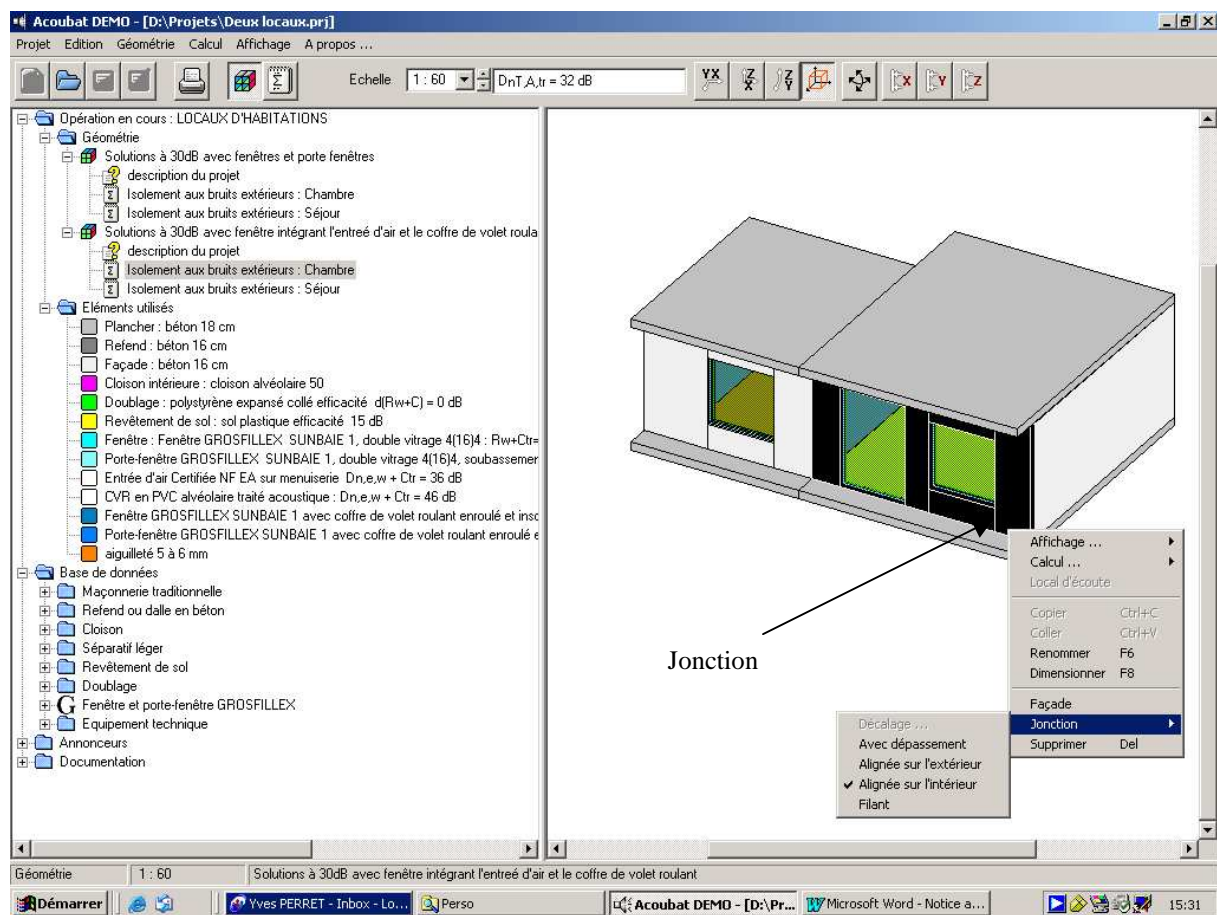 Acoubat DEMO - [D:\Projets\Deux locaux.prj]
Projet Edition Géométrie Calcul Affichage A propos ...
Echelle 1 : 60 DnT,A,tr = 32 dB YX Z X Z Y X Y Z
Opération en cours : LOCAUX D'HABITATIONS
Géométrie
Solutions à 30dB avec fenêtres et porte fenêtres
description du projet
Isolement aux bruits extérieurs : Chambre
Isolement aux bruits extérieurs : Séjour
Solutions à 30dB avec fenêtre intégrant l'entreé d'air et le coffre de volet roula
description du projet
Isolement aux bruits extérieurs : Chambre
Isolement aux bruits extérieurs : Séjour
Eléments utilisés
Plancher : béton 18 cm
Refend : béton 16 cm
Façade : béton 16 cm
Cloison intérieure : cloison alvéolaire 50
Doublage : polystyrène expansé collé efficacité d(Rw+C) = 0 dB
Revêtement de sol : sol plastique efficacité 15 dB
Fenêtre : Fenêtre GROSFILLEX SUNBAIE 1, double vitrage 4(16)4 : Rw+Ctr=
Porte-fenêtre GROSFILLEX SUNBAIE 1, double vitrage 4(16)4, soubassemer
Entrée d'air Certifiée NF EA sur menuiserie Dn,e,w + Ctr = 36 dB
CVR en PVC alvéolaire traité acoustique : Dn,e,w + Ctr = 46 dB
Fenêtre GROSFILLEX SUNBAIE 1 avec coffre de volet roulant enroulé et insc
Porte-fenêtre GROSFILLEX SUNBAIE 1 avec coffre de volet roulant enroulé e
aiguilleté 5 à 6 mm
Base de données
Maçonnerie traditionnelle
Refend ou dalle en béton
Cloison
Séparatif léger
Revêtement de sol
Doublage
G Fenêtre et porte-fenêtre GROSFILLEX
Equipement technique
Annonceurs
Documentation
Jonction
Affichage ...
Calcul ...
Local d'écoute
Copier Ctrl+C
Coller Ctrl+V
Renommer F6
Dimensionner F8
Façade
Jonction
Supprimer Del
Décalage ...
Avec dépassement
Alignée sur l'extérieur
Alignée sur l'intérieur
Filant
Géométrie 1 : 60 Solutions à 30dB avec fenêtre intégrant l'entreé d'air et le coffre de volet roulant
Démarrer Yves PERRET - Inbox - Lo... Perso Acoubat DEMO - [D:\Pr... Microsoft Word - Notice a... 15:31